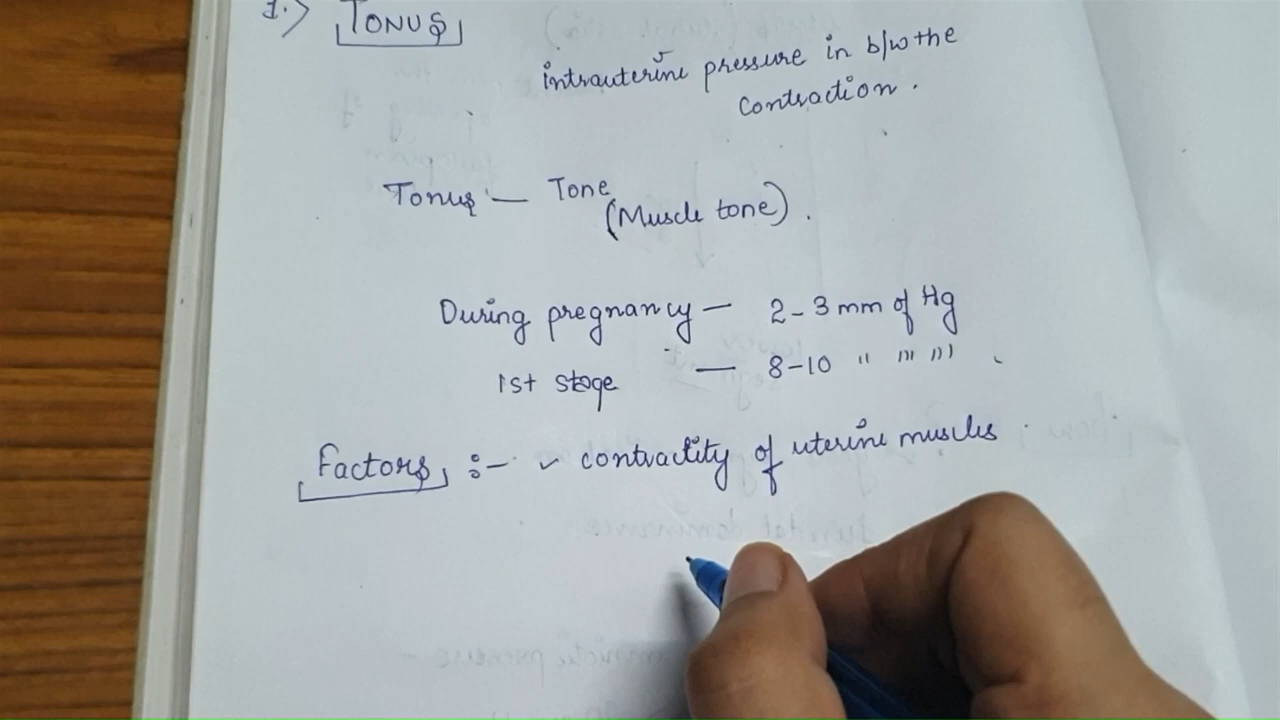 1.) TONUS
intrauterine pressure in b/w the
contraction.
Tonus — Tone
(Muscle tone).
During pregnancy — 2-3 mm of Hg
1st stage — 8-10 " " "
Factors :- ✓ contractility of uterine muscles